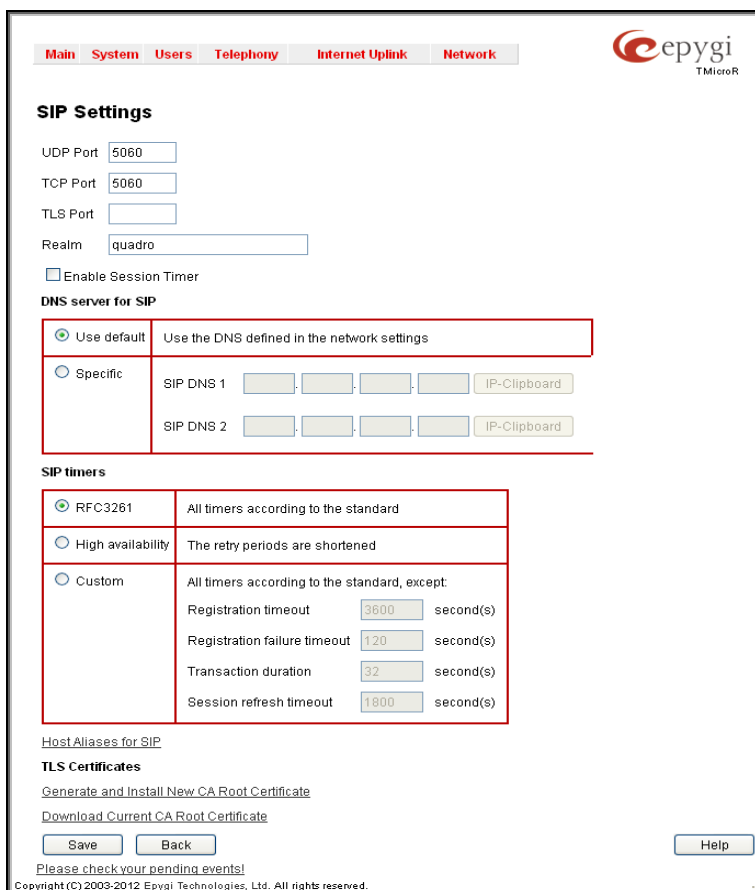 Main System Users Telephony Internet Uplink Network
epygi
TMicroR
SIP Settings
UDP Port 5060
TCP Port 5060
TLS Port
Realm quadro
Enable Session Timer
DNS server for SIP
Use default Use the DNS defined in the network settings
Specific
SIP DNS 1 . . . IP-Clipboard
SIP DNS 2 . . . IP-Clipboard
SIP timers
RFC3261 All timers according to the standard
High availability The retry periods are shortened
Custom All timers according to the standard, except:
Registration timeout 3600 second(s)
Registration failure timeout 120 second(s)
Transaction duration 32 second(s)
Session refresh timeout 1800 second(s)
Host Aliases for SIP
TLS Certificates
Generate and Install New CA Root Certificate
Download Current CA Root Certificate
Save Back Help
Please check your pending events!
Copyright (C) 2003-2012 Epygi Technologies, Ltd. All rights reserved.